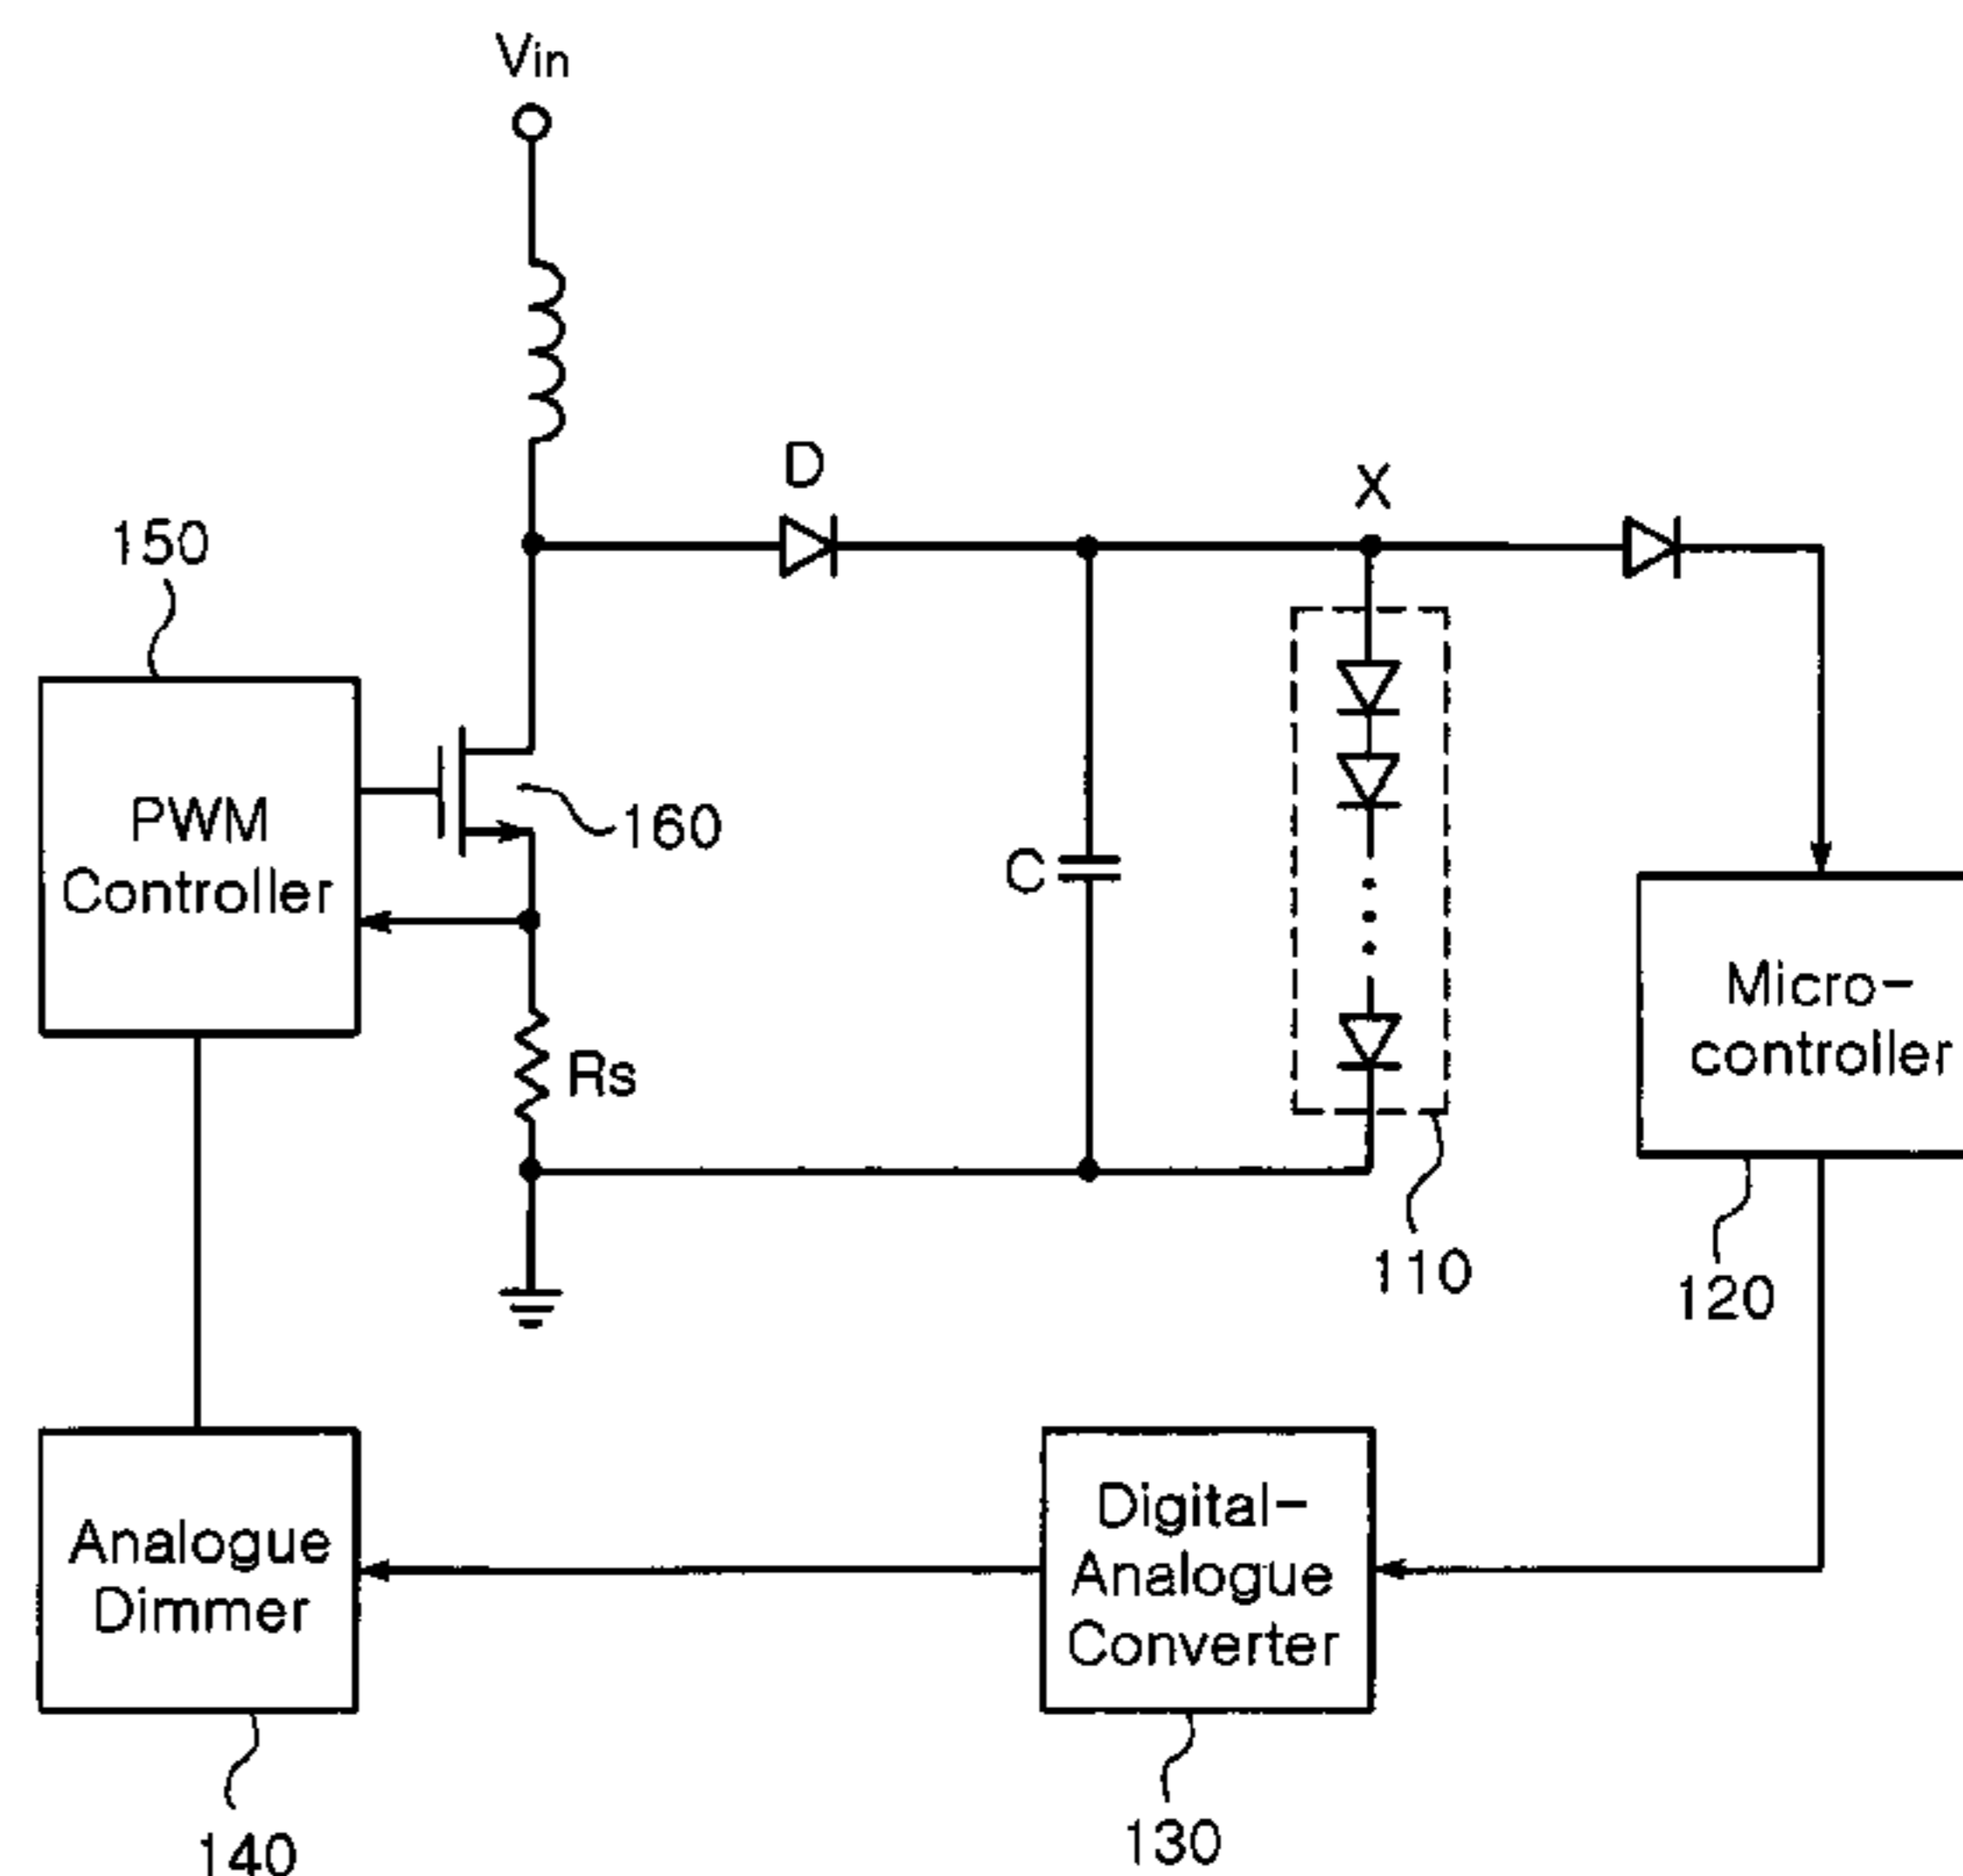 Vin
D
X
150
PWM
Controller
160
C
Micro-
controller
Rs
110
120
Analogue
Dimmer
Digital-
Analogue
Converter
140
130